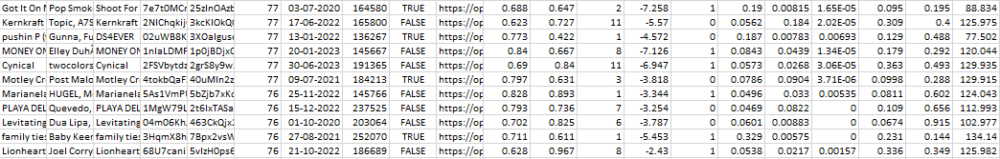 Got It On Pop Smok Shoot For 7e7t0MCr 25zInOAzb 77 03-07-2020 164580 TRUE https://op 0.688 0.647 2 -7.258 1 0.19 0.00815 1.65E-05 0.095 0.195 88.834
Kernkraft Topic, A7S 2NIChqkij 3kcKIOkQ 77 17-06-2022 165800 FALSE https://op 0.623 0.727 11 -5.57 0 0.0562 0.184 2.02E-05 0.309 0.4 125.975
pushin P ( Gunna, Fu DS4EVER 02uWB8K 3XOalgusc 77 13-01-2022 136267 TRUE https://op 0.773 0.422 1 -4.572 0 0.187 0.00783 0.00693 0.129 0.488 77.502
MONEY ON Elley Duh MONEY ON 1nIaLDMF 1p0jBDjx 77 20-01-2023 145667 FALSE https://op 0.84 0.667 8 -7.126 1 0.0843 0.0439 1.34E-05 0.179 0.292 120.044
Cynical twocolors Cynical 2FSVbytdz 2grS8y9w 77 30-06-2023 191365 FALSE https://op 0.69 0.84 11 -6.947 1 0.0573 0.0268 3.06E-05 0.363 0.493 129.935
Motley Cr Post Malo Motley Cr 4tokbQaF 40uMIn2z 77 09-07-2021 184213 TRUE https://op 0.797 0.631 3 -3.818 0 0.0786 0.0904 3.71E-06 0.0998 0.288 129.915
Marianela HUGEL, M Marianela 5As1VmPU 5bZjb7xKc 76 25-11-2022 145766 FALSE https://op 0.828 0.893 1 -3.344 1 0.0496 0.033 0.00535 0.0811 0.602 124.043
PLAYA DEL Quevedo, PLAYA DEL 1MgW79L 2t6IxTASa 76 15-12-2022 237525 FALSE https://op 0.793 0.736 7 -3.254 0 0.0469 0.0822 0 0.109 0.656 112.993
Levitating Dua Lipa, Levitating 04m06Kh 463CkQjx 76 01-10-2020 203064 FALSE https://op 0.702 0.825 6 -3.787 0 0.0601 0.00883 0 0.0674 0.915 102.977
family ties Baby Keer family ties 3HqmX8h 7Bpx2vsW 76 27-08-2021 252070 TRUE https://op 0.711 0.611 1 -5.453 1 0.329 0.00575 0 0.231 0.144 134.14
Lionheart Joel Corry Lionheart 68U7cani 5vIzH0ps 76 21-10-2022 186689 FALSE https://op 0.628 0.967 8 -2.43 1 0.0538 0.0217 0.00157 0.336 0.349 125.982